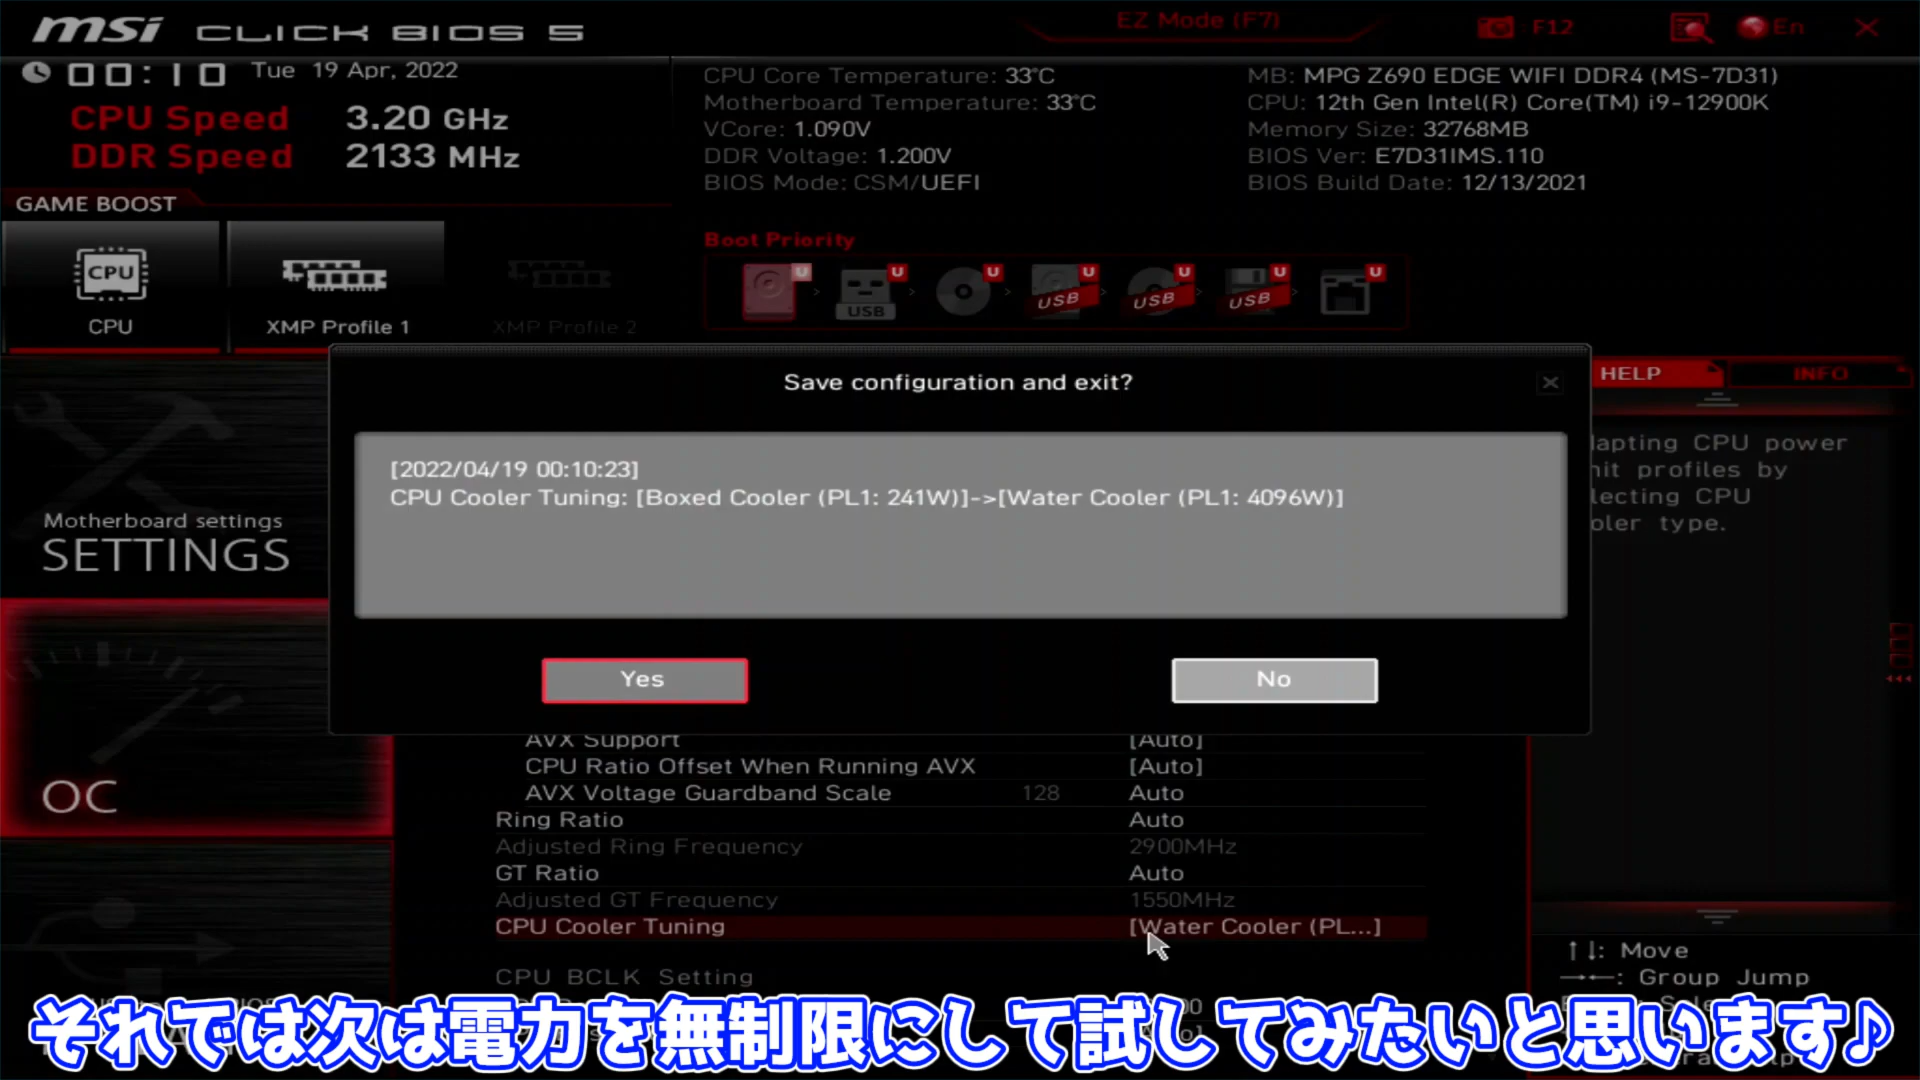 msi CLICK BIOS 5
EZ Mode (F7)
: F12
En
00:10 Tue 19 Apr, 2022
CPU Speed 3.20 GHz
DDR Speed 2133 MHz
CPU Core Temperature: 33°C
Motherboard Temperature: 33°C
VCore: 1.090V
DDR Voltage: 1.200V
BIOS Mode: CSM/UEFI
MB: MPG Z690 EDGE WIFI DDR4 (MS-7D31)
CPU: 12th Gen Intel(R) Core(TM) i9-12900K
Memory Size: 32768MB
BIOS Ver: E7D31IMS.110
BIOS Build Date: 12/13/2021
GAME BOOST
CPU
CPU
XMP Profile 1
XMP Profile 2
Boot Priority
U U U U U U U
USB USB USB USB
Save configuration and exit?
[2022/04/19 00:10:23]
CPU Cooler Tuning: [Boxed Cooler (PL1: 241W)]->[Water Cooler (PL1: 4096W)]
Yes
No
HELP
INFO
lapting CPU power
nit profiles by
lecting CPU
oler type.
Motherboard settings
SETTINGS
OC
AVX Support [Auto]
CPU Ratio Offset When Running AVX [Auto]
AVX Voltage Guardband Scale 128 Auto
Ring Ratio Auto
Adjusted Ring Frequency 2900MHz
GT Ratio Auto
Adjusted GT Frequency 1550MHz
CPU Cooler Tuning [Water Cooler (PL...]
CPU BCLK Setting
↑↓: Move
→←: Group Jump
それでは次は電力を無制限にして試してみたいと思います♪